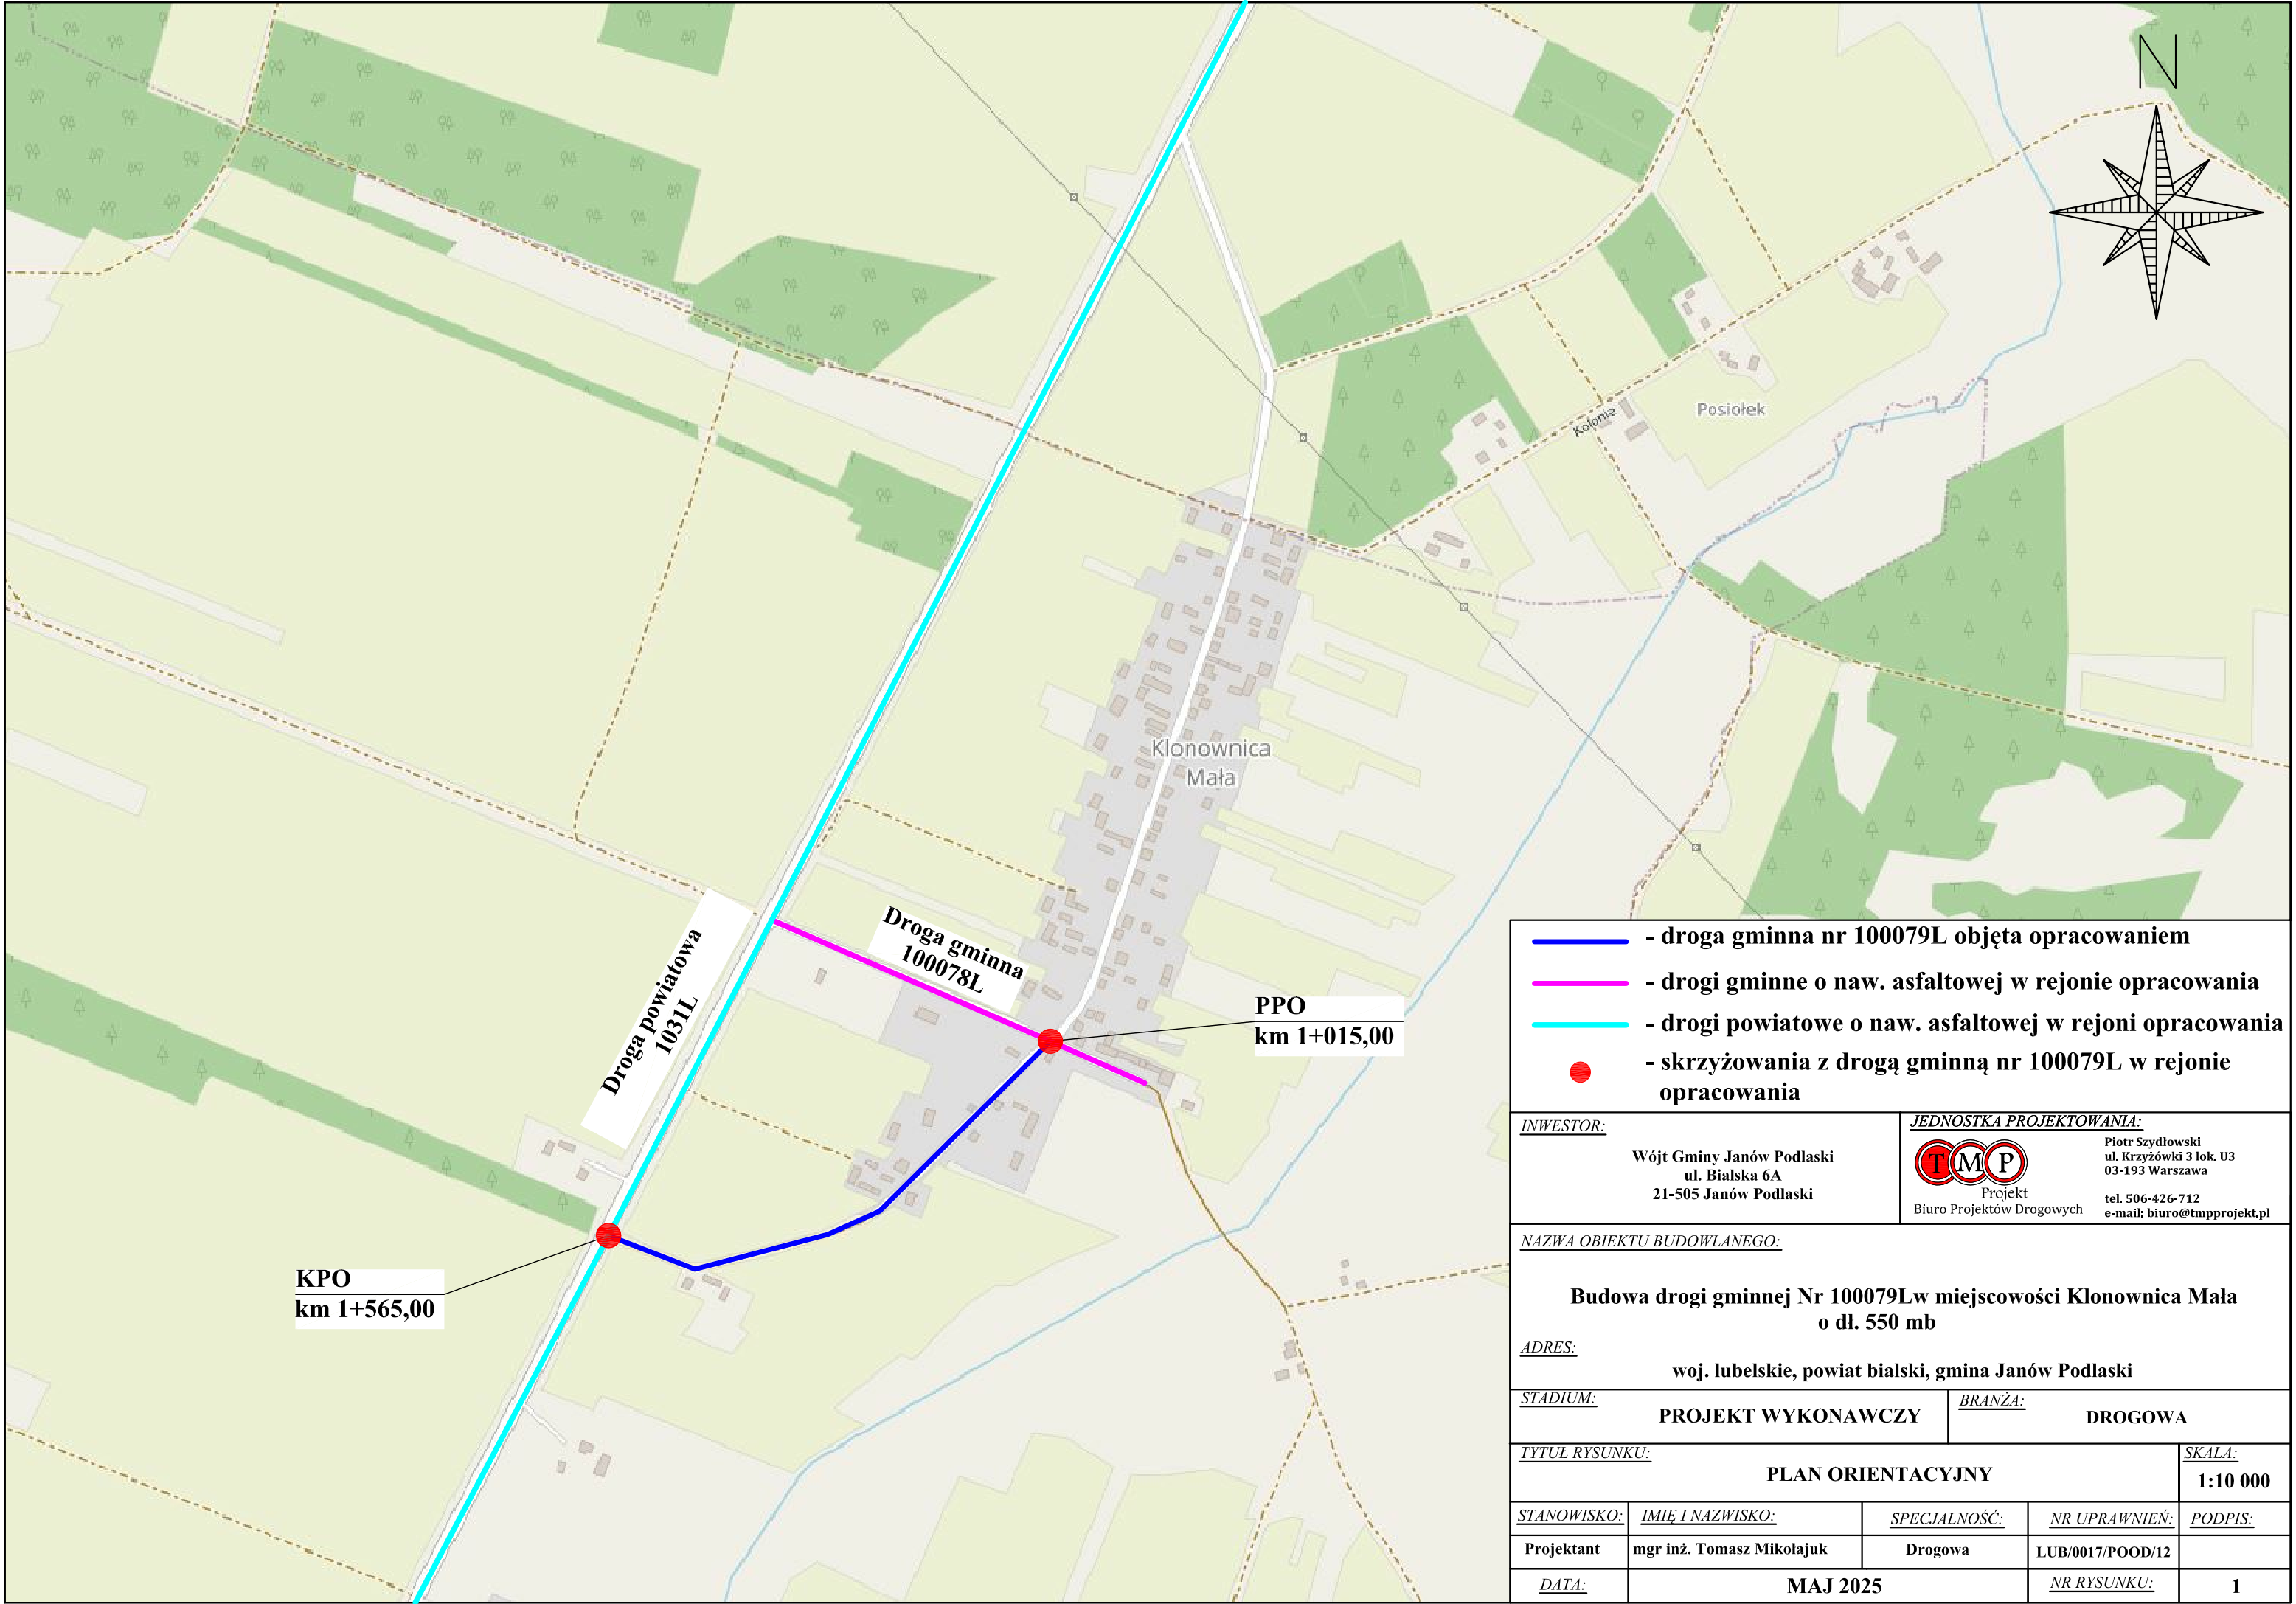 N
Kolonia
Posiołek
Klonownica
Mała
Droga powiatowa
1031L
Droga gminna
100078L
PPO
km 1+015,00
KPO
km 1+565,00
- droga gminna nr 100079L objęta opracowaniem
- drogi gminne o naw. asfaltowej w rejonie opracowania
- drogi powiatowe o naw. asfaltowej w rejoni opracowania
- skrzyżowania z drogą gminną nr 100079L w rejonie
opracowania
INWESTOR:
Wójt Gminy Janów Podlaski
ul. Bialska 6A
21-505 Janów Podlaski
JEDNOSTKA PROJEKTOWANIA:
TMP
Projekt
Biuro Projektów Drogowych
Piotr Szydłowski
ul. Krzyżówki 3 lok. U3
03-193 Warszawa
tel. 506-426-712
e-mail: biuro@tmpprojekt.pl
NAZWA OBIEKTU BUDOWLANEGO:
Budowa drogi gminnej Nr 100079Lw miejscowości Klonownica Mała
o dł. 550 mb
ADRES:
woj. lubelskie, powiat bialski, gmina Janów Podlaski
STADIUM:
PROJEKT WYKONAWCZY
BRANŻA:
DROGOWA
TYTUŁ RYSUNKU:
PLAN ORIENTACYJNY
SKALA:
1:10 000
STANOWISKO: IMIĘ I NAZWISKO: SPECJALNOŚĆ: NR UPRAWNIEŃ: PODPIS:
Projektant mgr inż. Tomasz Mikołajuk Drogowa LUB/0017/POOD/12
DATA: MAJ 2025 NR RYSUNKU: 1